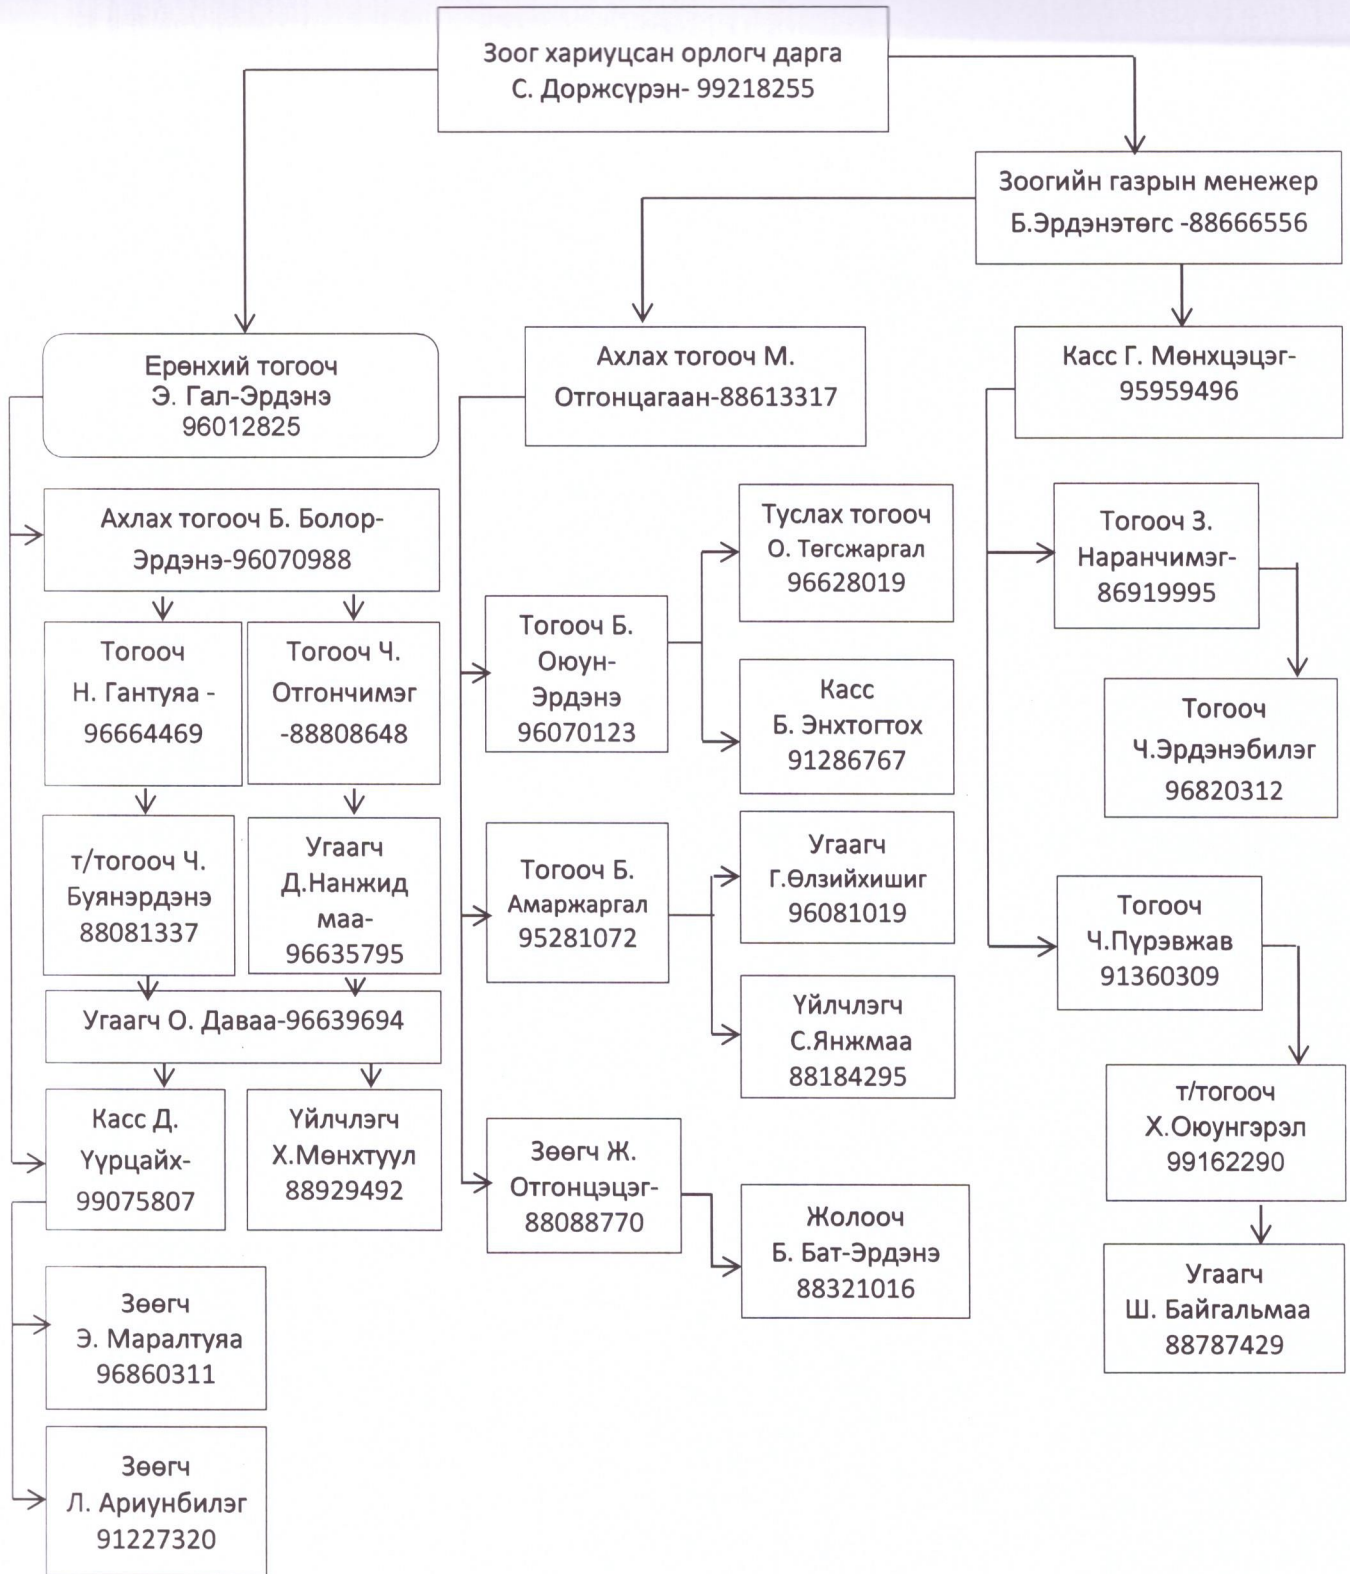 Зоог хариуцсан орлогч дарга
С. Доржсүрэн- 99218255
Зоогийн газрын менежер
Б.Эрдэнэтөгс -88666556
Ерөнхий тогооч
Э. Гал-Эрдэнэ
96012825
Ахлах тогооч М.
Отгонцагаан-88613317
Касс Г. Мөнхцэцэг-
95959496
Ахлах тогооч Б. Болор-
Эрдэнэ-96070988
Тогооч
Н. Гантуяа -
96664469
Тогооч Ч.
Отгончимэг
-88808648
т/тогооч Ч.
Буянэрдэнэ
88081337
Угаагч
Д.Нанжид
маа-
96635795
Угаагч О. Даваа-96639694
Касс Д.
Үүрцайх-
99075807
Үйлчлэгч
Х.Мөнхтуул
88929492
Зөөгч
Э. Маралтуяа
96860311
Зөөгч
Л. Ариунбилэг
91227320
Тогооч Б.
Оюун-
Эрдэнэ
96070123
Туслах тогооч
О. Төгсжаргал
96628019
Касс
Б. Энхтогтох
91286767
Тогооч Б.
Амаржаргал
95281072
Угаагч
Г.Өлзийхишиг
96081019
Үйлчлэгч
С.Янжмаа
88184295
Зөөгч Ж.
Отгонцэцэг-
88088770
Жолооч
Б. Бат-Эрдэнэ
88321016
Тогооч З.
Наранчимэг-
86919995
Тогооч
Ч.Эрдэнэбилэг
96820312
Тогооч
Ч.Пүрэвжав
91360309
т/тогооч
Х.Оюунгэрэл
99162290
Угаагч
Ш. Байгальмаа
88787429